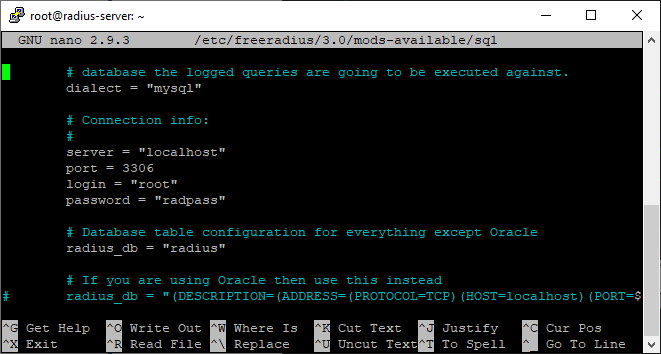 root@radius-server: ~
GNU nano 2.9.3 /etc/freeradius/3.0/mods-available/sql
# database the logged queries are going to be executed against.
dialect = "mysql"
# Connection info:
#
server = "localhost"
port = 3306
login = "root"
password = "radpass"
# Database table configuration for everything except Oracle
radius_db = "radius"
# If you are using Oracle then use this instead
# radius_db = "(DESCRIPTION=(ADDRESS=(PROTOCOL=TCP)(HOST=localhost)(PORT=$
^G Get Help ^O Write Out ^W Where Is ^K Cut Text ^J Justify ^C Cur Pos
^X Exit ^R Read File ^\ Replace ^U Uncut Text ^T To Spell ^_ Go To Line